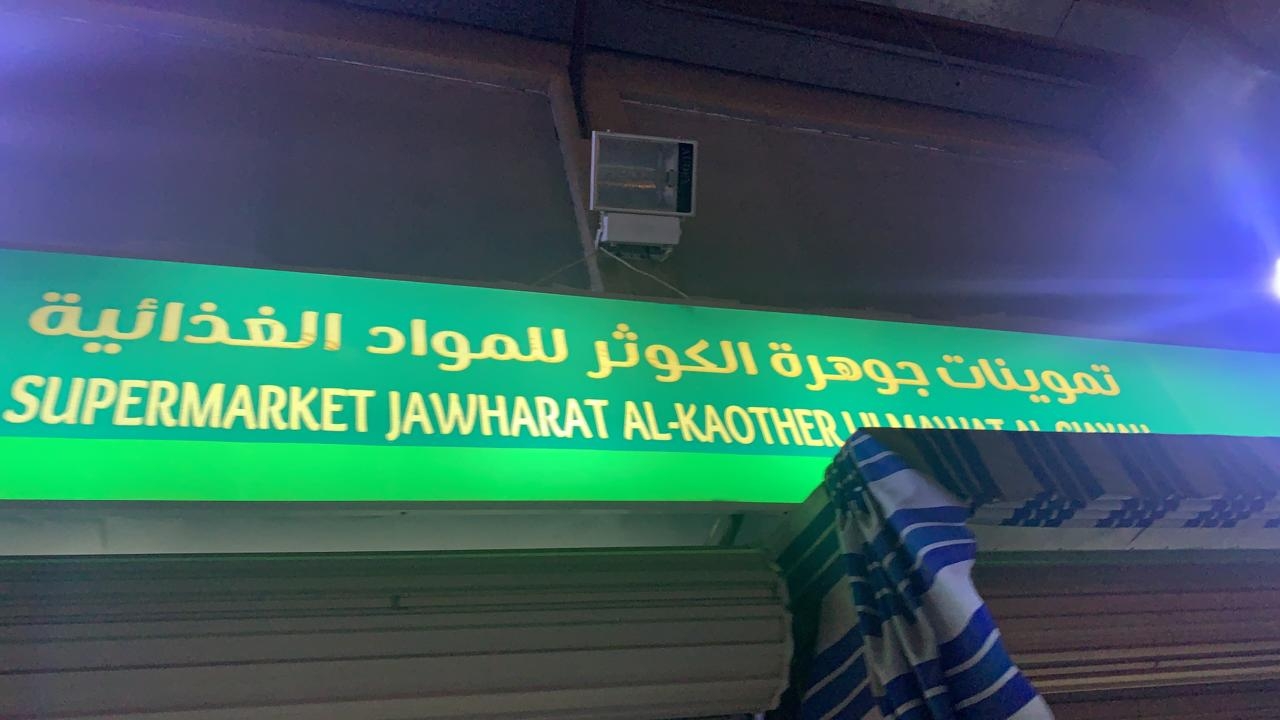 تموينات جوهرة الكوثر للمواد الغذائية
SUPERMARKET JAWHARAT AL-KAOTHER